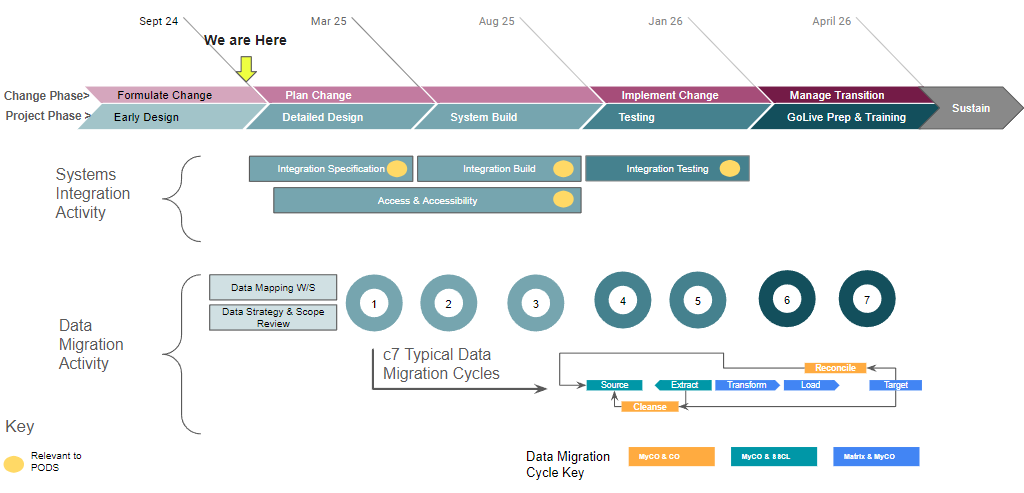 Sept 24
Mar 25
Aug 25
Jan 26
April 26
We are Here
Change Phase>
Formulate Change
Plan Change
Implement Change
Manage Transition
Project Phase >
Early Design
Detailed Design
System Build
Testing
GoLive Prep & Training
Sustain
Systems
Integration
Activity
Integration Specification
Integration Build
Integration Testing
Access & Accessibility
Data
Migration
Activity
Data Mapping W/S
Data Strategy & Scope
Review
1
2
3
4
5
6
7
c7 Typical Data
Migration Cycles
Reconcile
Source
Extract
Transform
Load
Target
Cleanse
Key
Relevant to
PODS
Data Migration
Cycle Key
MyCO & CO
MyCO & SBCL
Matrix & MyCO